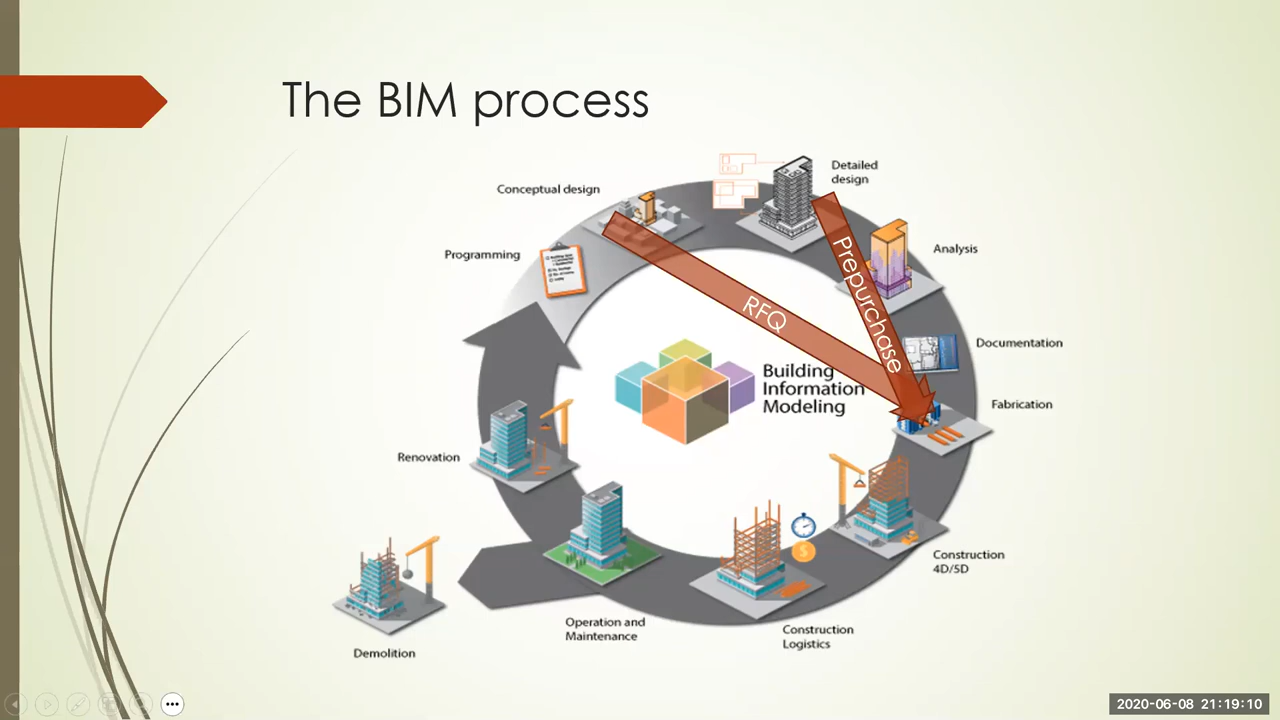 The BIM process
Conceptual design
Detailed
design
Programming
Analysis
RFQ
Prepurchase
Documentation
Building
Information
Modeling
Fabrication
Renovation
Construction
4D/5D
Operation and
Maintenance
Construction
Logistics
Demolition
$
2020-06-08 21:19:10